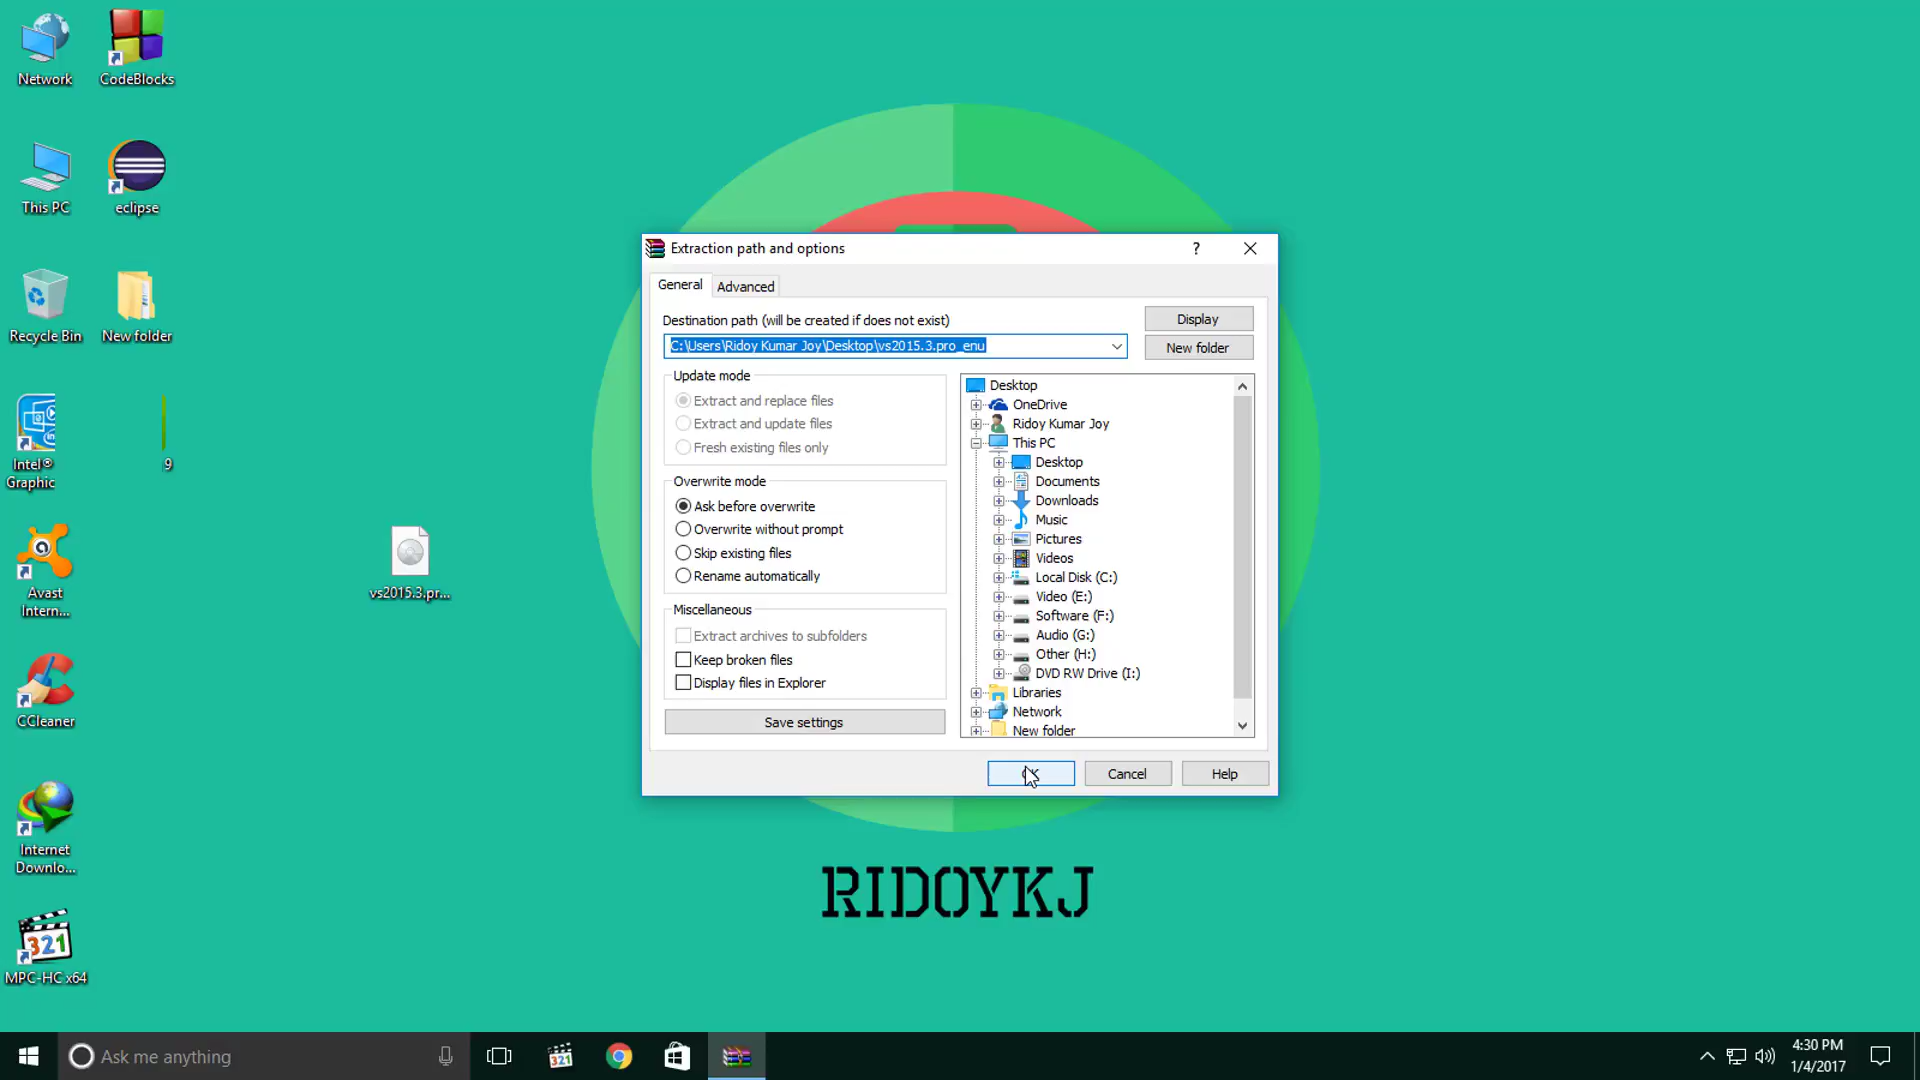 Network
CodeBlocks
This PC
eclipse
Recycle Bin
New folder
Intel®
Graphic
9
Avast
Intern...
vs2015.3.pr...
CCleaner
Internet
Downlo...
321
MPC-HC x64
Extraction path and options
?
General
Advanced
Destination path (will be created if does not exist)
Display
C:\Users\Ridoy Kumar Joy\Desktop\vs2015.3.pro_enu
New folder
Update mode
Extract and replace files
Extract and update files
Fresh existing files only
Overwrite mode
Ask before overwrite
Overwrite without prompt
Skip existing files
Rename automatically
Miscellaneous
Extract archives to subfolders
Keep broken files
Display files in Explorer
Save settings
Desktop
OneDrive
Ridoy Kumar Joy
This PC
Desktop
Documents
Downloads
Music
Pictures
Videos
Local Disk (C:)
Video (E:)
Software (F:)
Audio (G:)
Other (H:)
DVD RW Drive (I:)
Libraries
Network
New folder
Cancel
Help
RIDOYKJ
Ask me anything
321
4:30 PM
1/4/2017